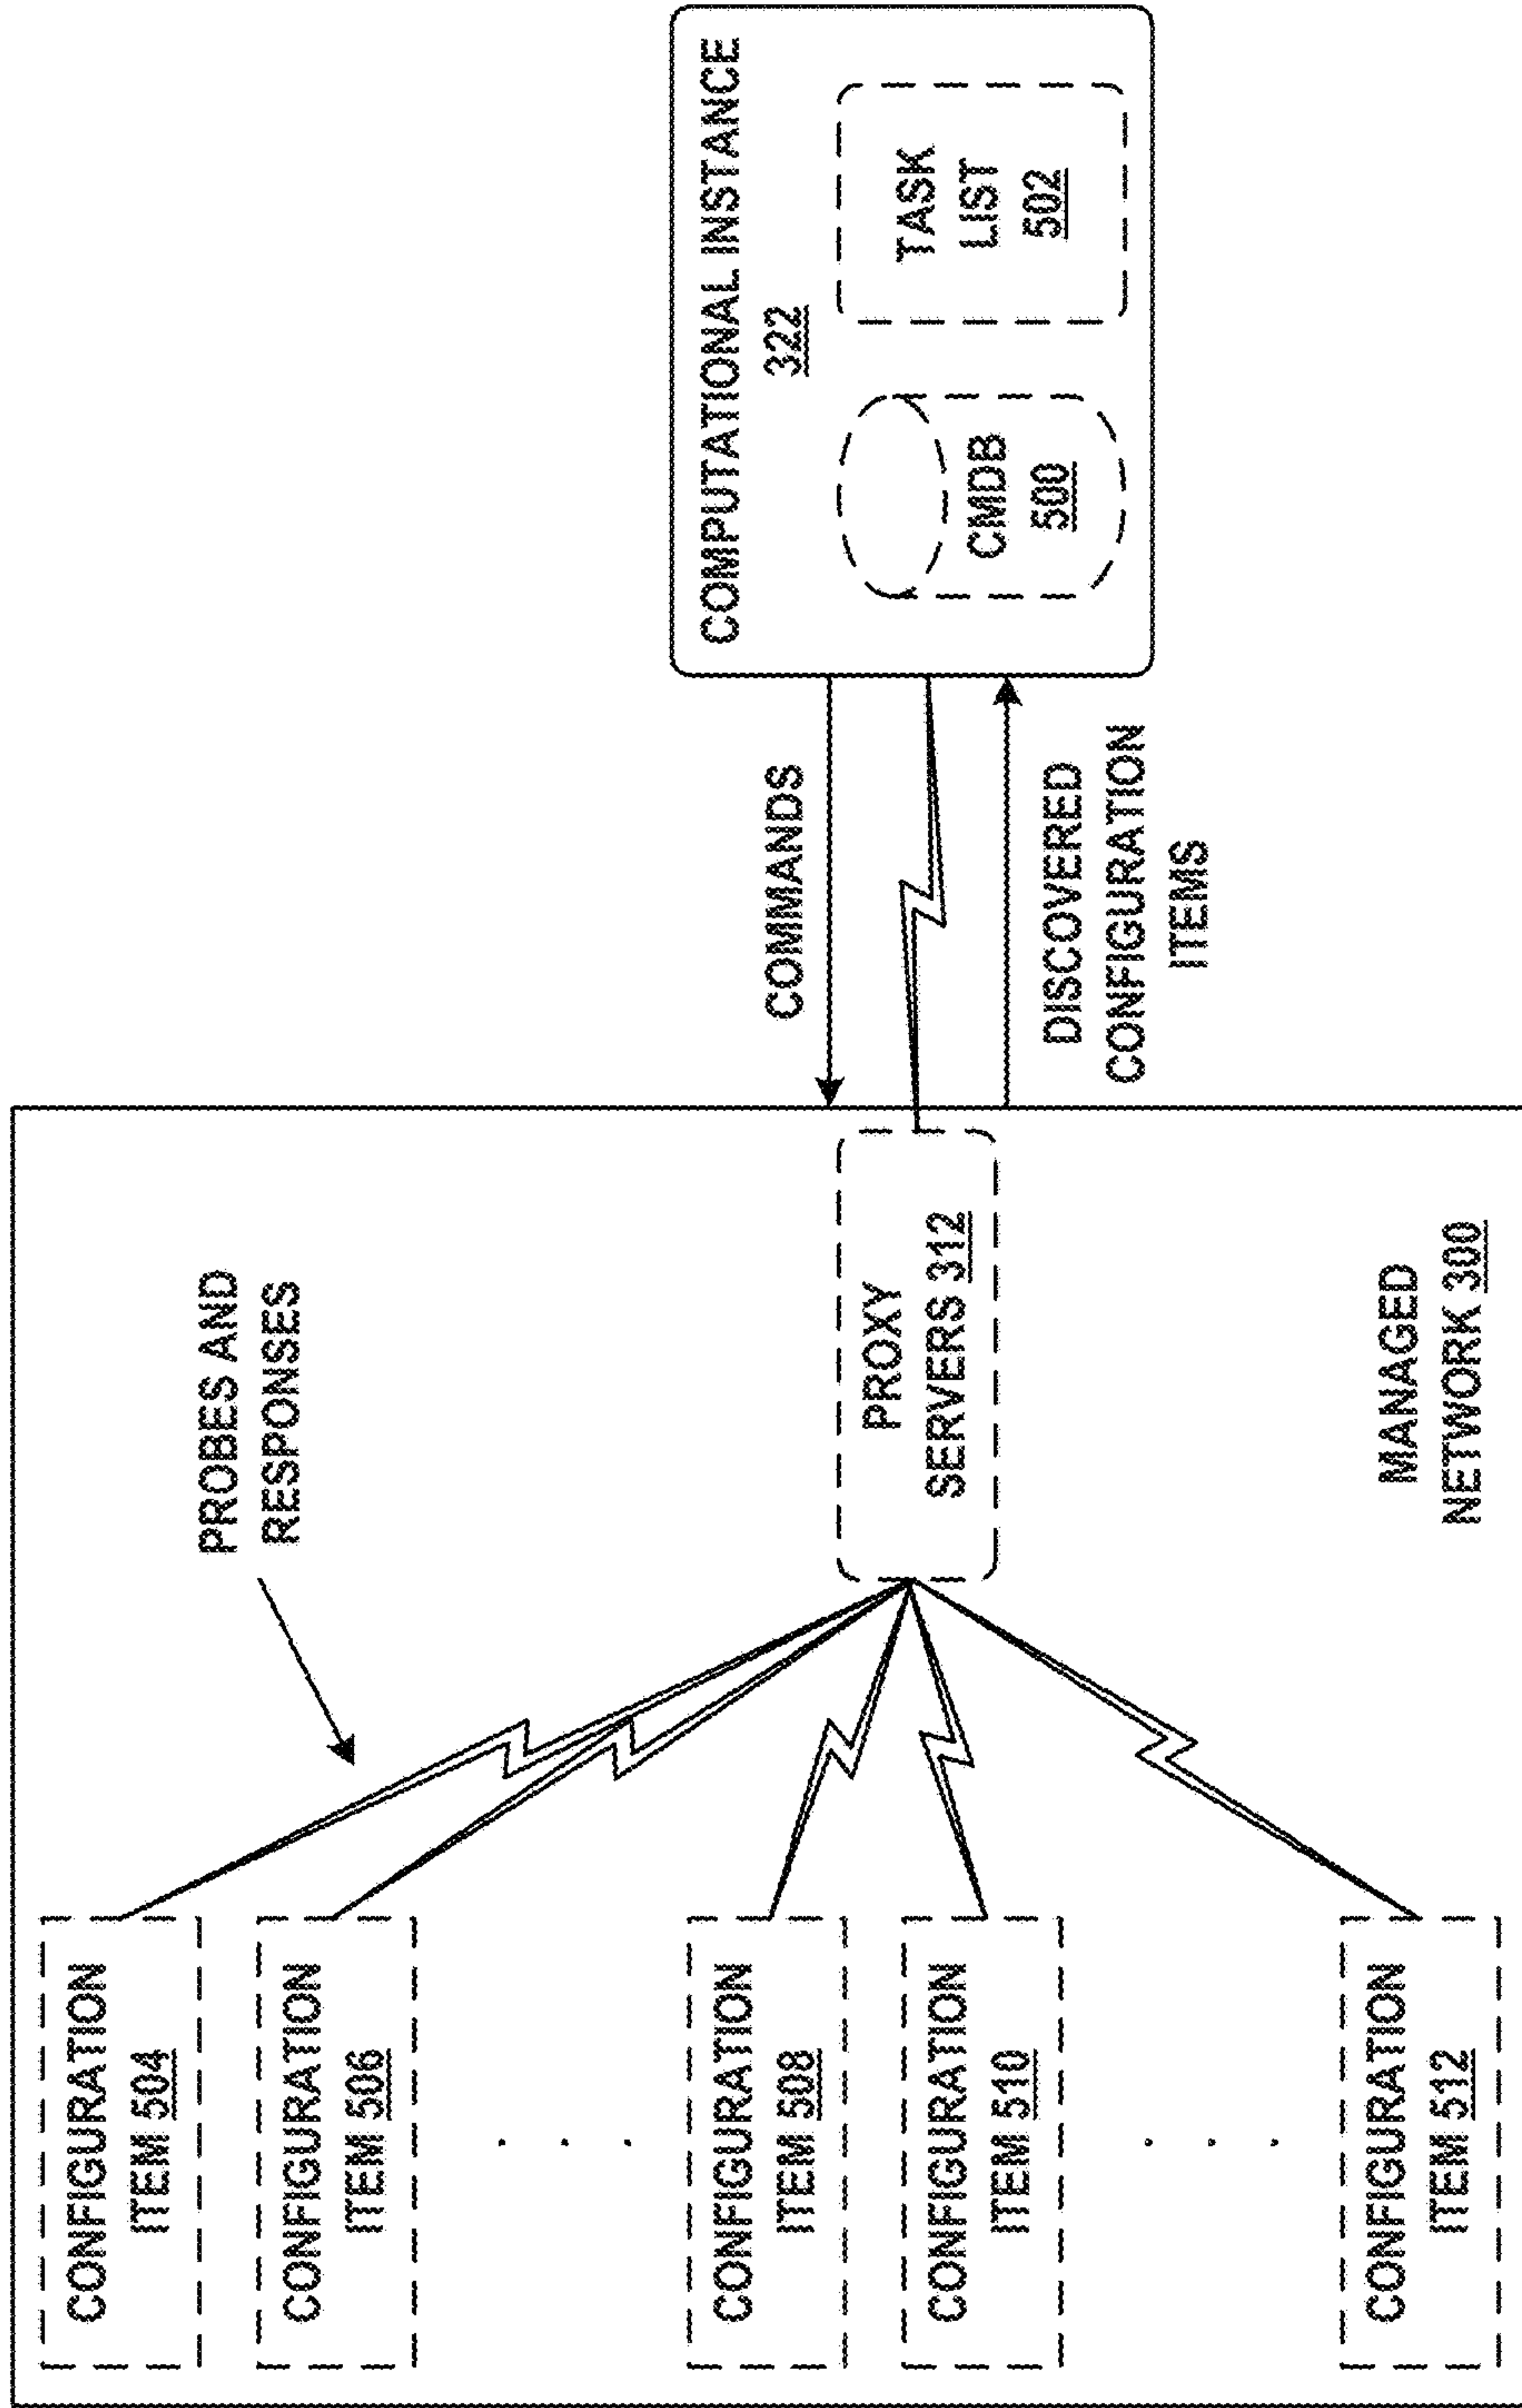 CONFIGURATION
ITEM 504
CONFIGURATION
ITEM 506
. . .
CONFIGURATION
ITEM 508
CONFIGURATION
ITEM 510
. . .
CONFIGURATION
ITEM 512
PROBES AND
RESPONSES
PROXY
SERVERS 312
MANAGED
NETWORK 300
COMMANDS
DISCOVERED
CONFIGURATION
ITEMS
COMPUTATIONAL INSTANCE
322
CMDB
500
TASK
LIST
502